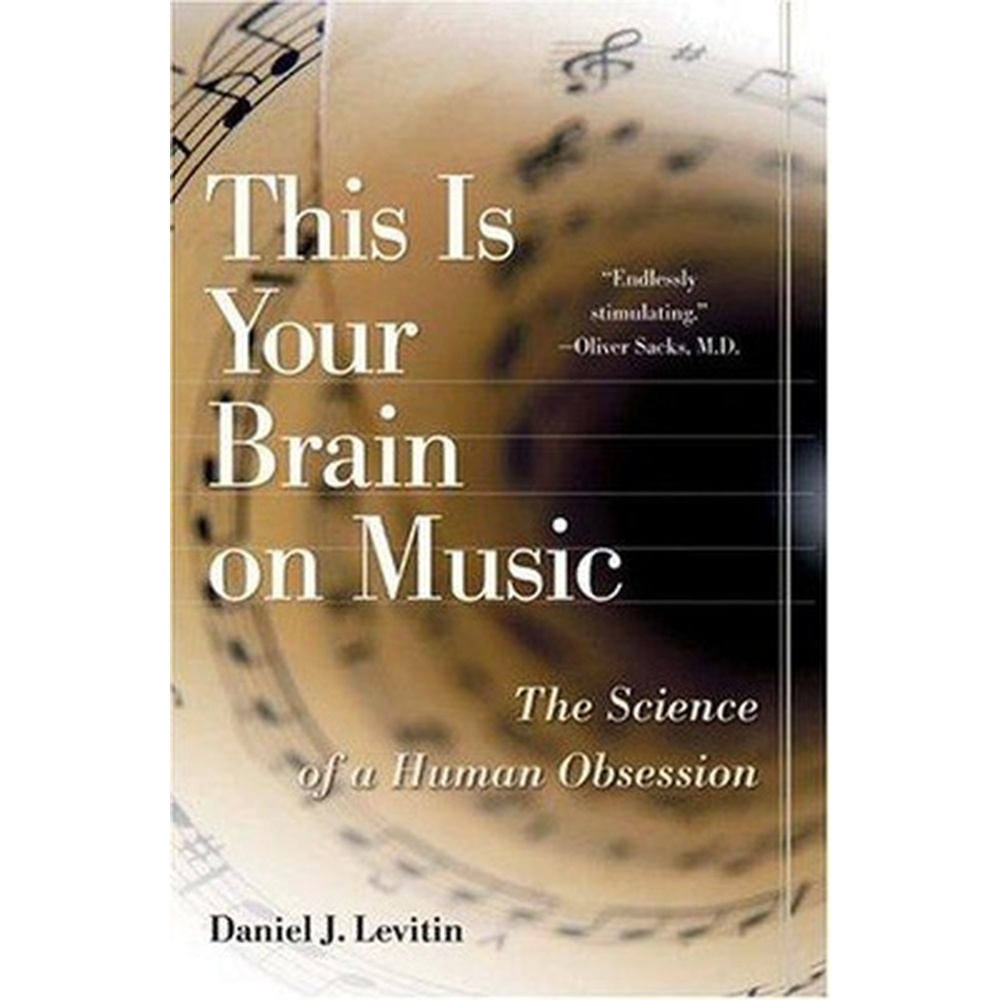 This Is
Your
Brain
on Music
“Endlessly
stimulating.”
–Oliver Sacks, M.D.
The Science
of a Human Obsession
Daniel J. Levitin